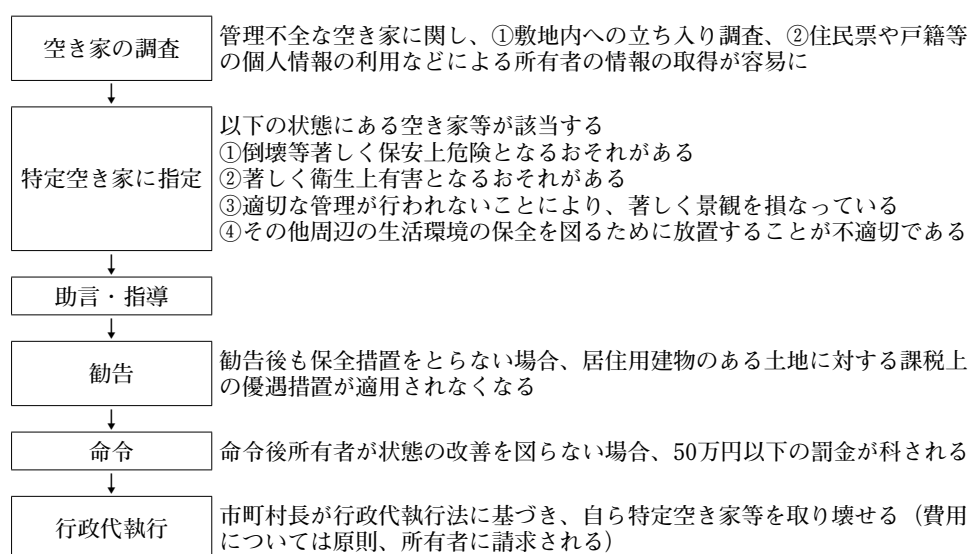 空き家の調査
管理不全な空き家に関し、①敷地内への立ち入り調査、②住民票や戸籍等
の個人情報の利用などによる所有者の情報の取得が容易に
特定空き家に指定
以下の状態にある空き家等が該当する
①倒壊等著しく保安上危険となるおそれがある
②著しく衛生上有害となるおそれがある
③適切な管理が行われないことにより、著しく景観を損なっている
④その他周辺の生活環境の保全を図るために放置することが不適切である
助言・指導
勧告
勧告後も保全措置をとらない場合、居住用建物のある土地に対する課税上
の優遇措置が適用されなくなる
命令
命令後所有者が状態の改善を図らない場合、50万円以下の罰金が科される
行政代執行
市町村長が行政代執行法に基づき、自ら特定空き家等を取り壊せる（費用
については原則、所有者に請求される）